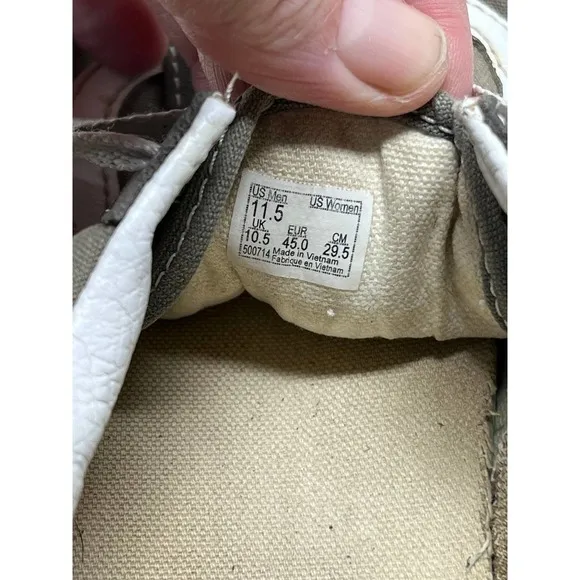 US Men US Women
11.5
UK EUR CM
10.5 45.0 29.5
500714 Made in Vietnam
Fabrique en Vietnam